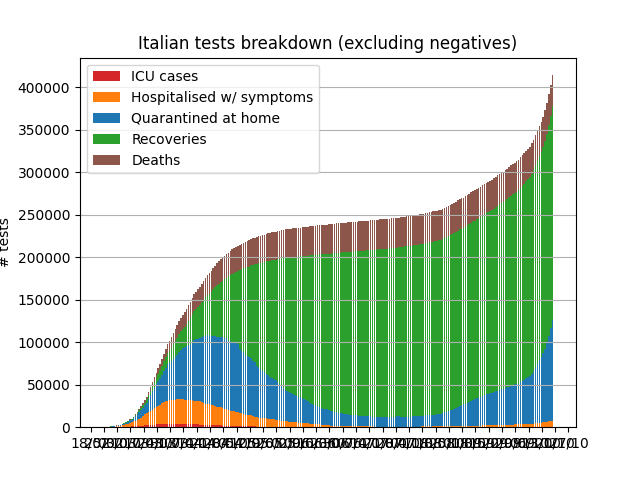 Italian tests breakdown (excluding negatives)
ICU cases
Hospitalised w/ symptoms
Quarantined at home
Recoveries
Deaths
400000
350000
300000
250000
200000
150000
100000
50000
0
# tests